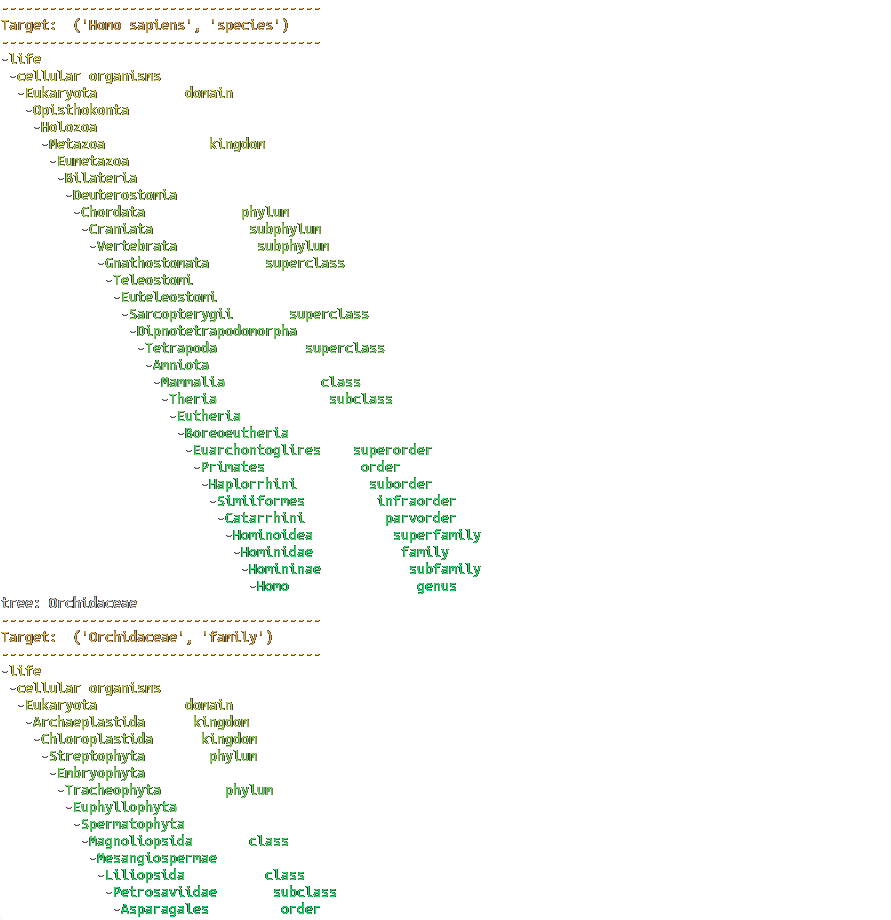 ----------------------------------------
Target:  ('Homo sapiens', 'species')
----------------------------------------
-life
 -cellular organisms
  -Eukaryota           domain
   -Opisthokonta
    -Holozoa
     -Metazoa              kingdom
      -Eumetazoa
       -Bilateria
        -Deuterostomia
         -Chordata            phylum
          -Craniata            subphylum
           -Vertebrata          subphylum
            -Gnathostomata       superclass
             -Teleostomi
              -Euteleostomi
               -Sarcopterygii       superclass
                -Dipnotetrapodomorpha
                 -Tetrapoda           superclass
                  -Amniota
                   -Mammalia            class
                    -Theria              subclass
                     -Eutheria
                      -Boreoeutheria
                       -Euarchontoglires    superorder
                        -Primates            order
                         -Haplorrhini         suborder
                          -Simiiformes         infraorder
                           -Catarrhini          parvorder
                            -Hominoidea          superfamily
                             -Hominidae           family
                              -Homininae           subfamily
                               -Homo                genus
tree: Orchidaceae
----------------------------------------
Target:  ('Orchidaceae', 'family')
----------------------------------------
-life
 -cellular organisms
  -Eukaryota           domain
   -Archaeplastida      kingdom
    -Chloroplastida      kingdom
     -Streptophyta        phylum
      -Embryophyta
       -Tracheophyta        phylum
        -Euphyllophyta
         -Spermatophyta
          -Magnoliopsida       class
           -Mesangiospermae
            -Liliopsida          class
             -Petrosaviidae       subclass
              -Asparagales         order